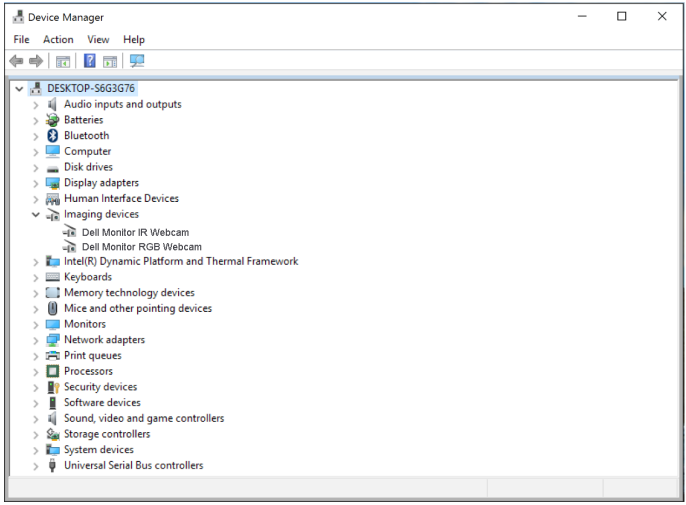 Device Manager
File Action View Help
DESKTOP-S6G3G76
Audio inputs and outputs
Batteries
Bluetooth
Computer
Disk drives
Display adapters
Human Interface Devices
Imaging devices
Dell Monitor IR Webcam
Dell Monitor RGB Webcam
Intel(R) Dynamic Platform and Thermal Framework
Keyboards
Memory technology devices
Mice and other pointing devices
Monitors
Network adapters
Print queues
Processors
Security devices
Software devices
Sound, video and game controllers
Storage controllers
System devices
Universal Serial Bus controllers